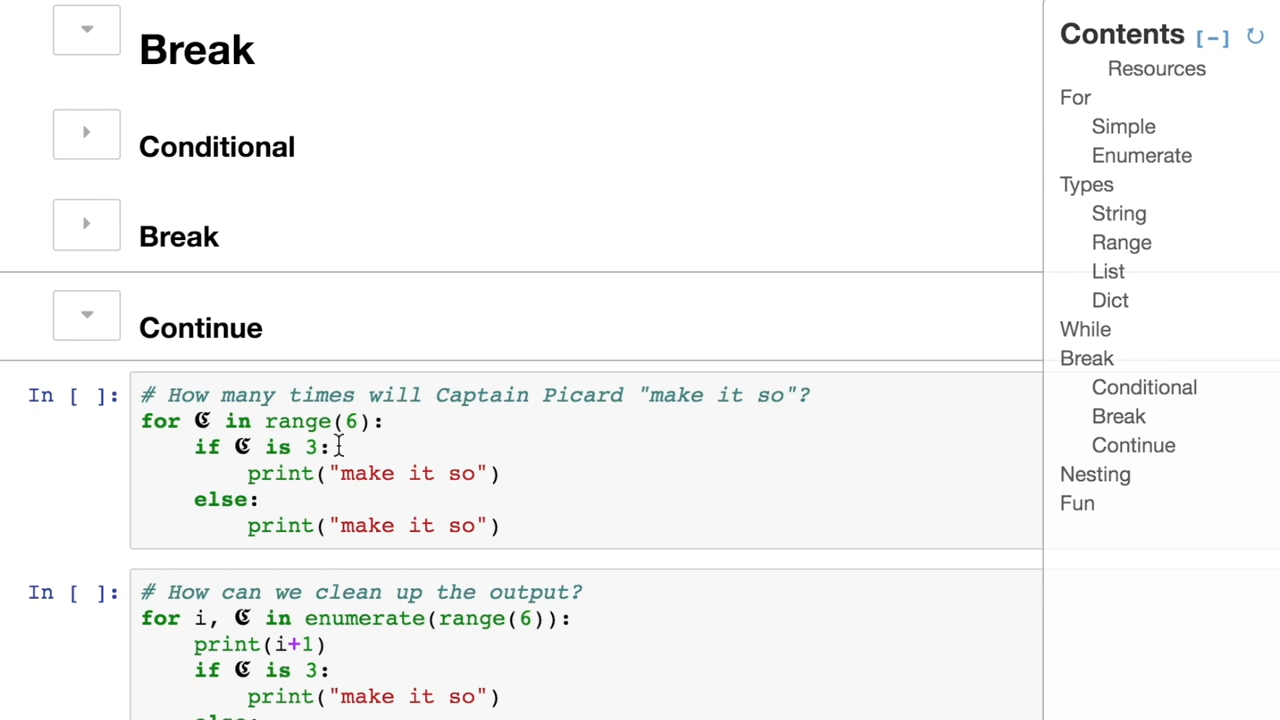 Break
Conditional
Break
Continue
In [ ]:
# How many times will Captain Picard "make it so"?
for ℭ in range(6):
    if ℭ is 3:
        print("make it so")
    else:
        print("make it so")
In [ ]:
# How can we clean up the output?
for i, ℭ in enumerate(range(6)):
    print(i+1)
    if ℭ is 3:
        print("make it so")
    else:
Contents [-]
Resources
For
Simple
Enumerate
Types
String
Range
List
Dict
While
Break
Conditional
Break
Continue
Nesting
Fun